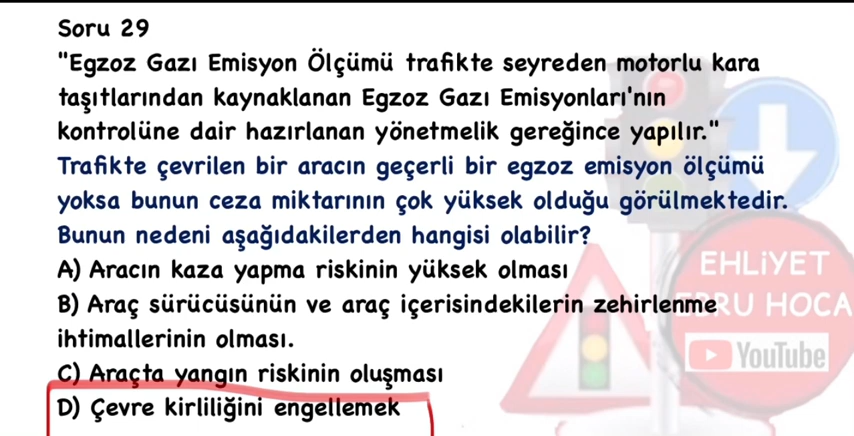 Soru 29
"Egzoz Gazı Emisyon Ölçümü trafikte seyreden motorlu kara
taşıtlarından kaynaklanan Egzoz Gazı Emisyonları'nın
kontrolüne dair hazırlanan yönetmelik gereğince yapılır."
Trafikte çevrilen bir aracın geçerli bir egzoz emisyon ölçümü
yoksa bunun ceza miktarının çok yüksek olduğu görülmektedir.
Bunun nedeni aşağıdakilerden hangisi olabilir?
A) Aracın kaza yapma riskinin yüksek olması
B) Araç sürücüsünün ve araç içerisindekilerin zehirlenme
ihtimallerinin olması.
C) Araçta yangın riskinin oluşması
D) Çevre kirliliğini engellemek
EHLiYET
EBRU HOCA
YouTube